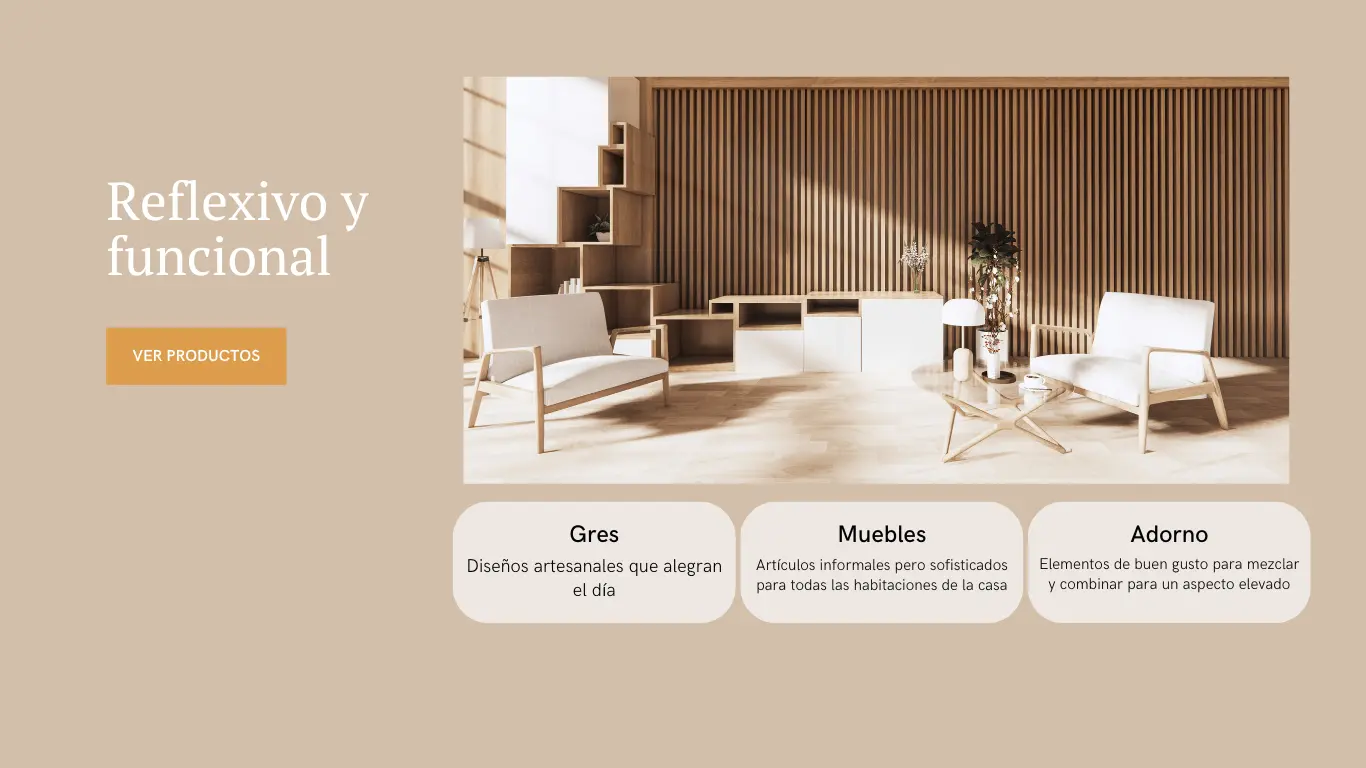 Reflexivo y
funcional
VER PRODUCTOS
Gres
Diseños artesanales que alegran
el día
Muebles
Artículos informales pero sofisticados
para todas las habitaciones de la casa
Adorno
Elementos de buen gusto para mezclar
y combinar para un aspecto elevado